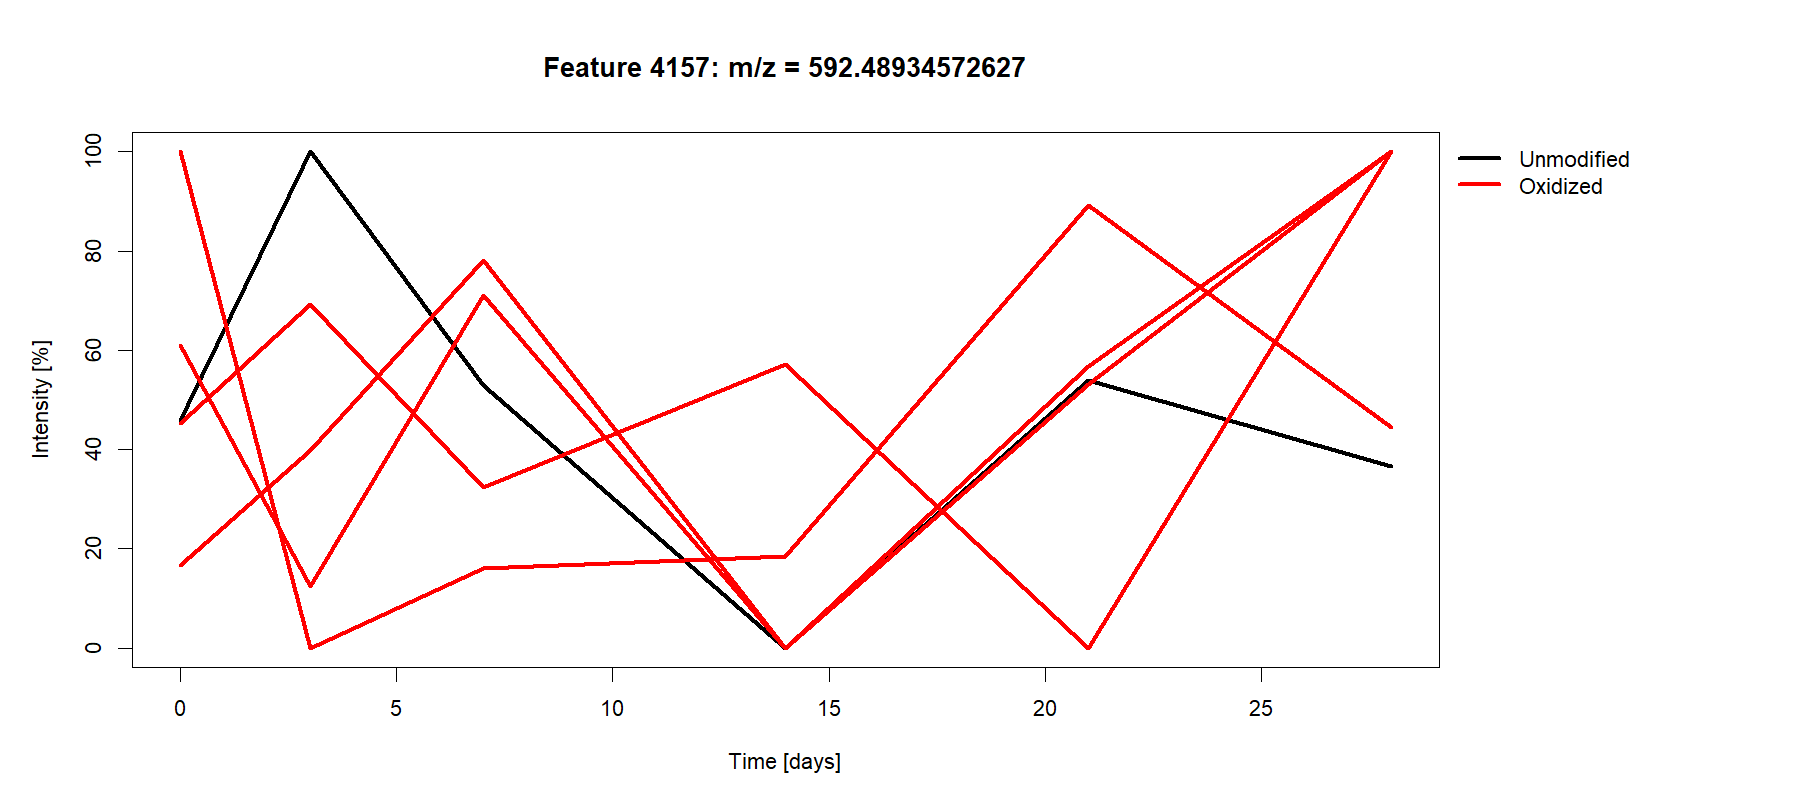 Feature 4157: m/z = 592.48934572627
Unmodified
Oxidized
Intensity [%]
100
80
60
40
20
0
0 5 10 15 20 25
Time [days]